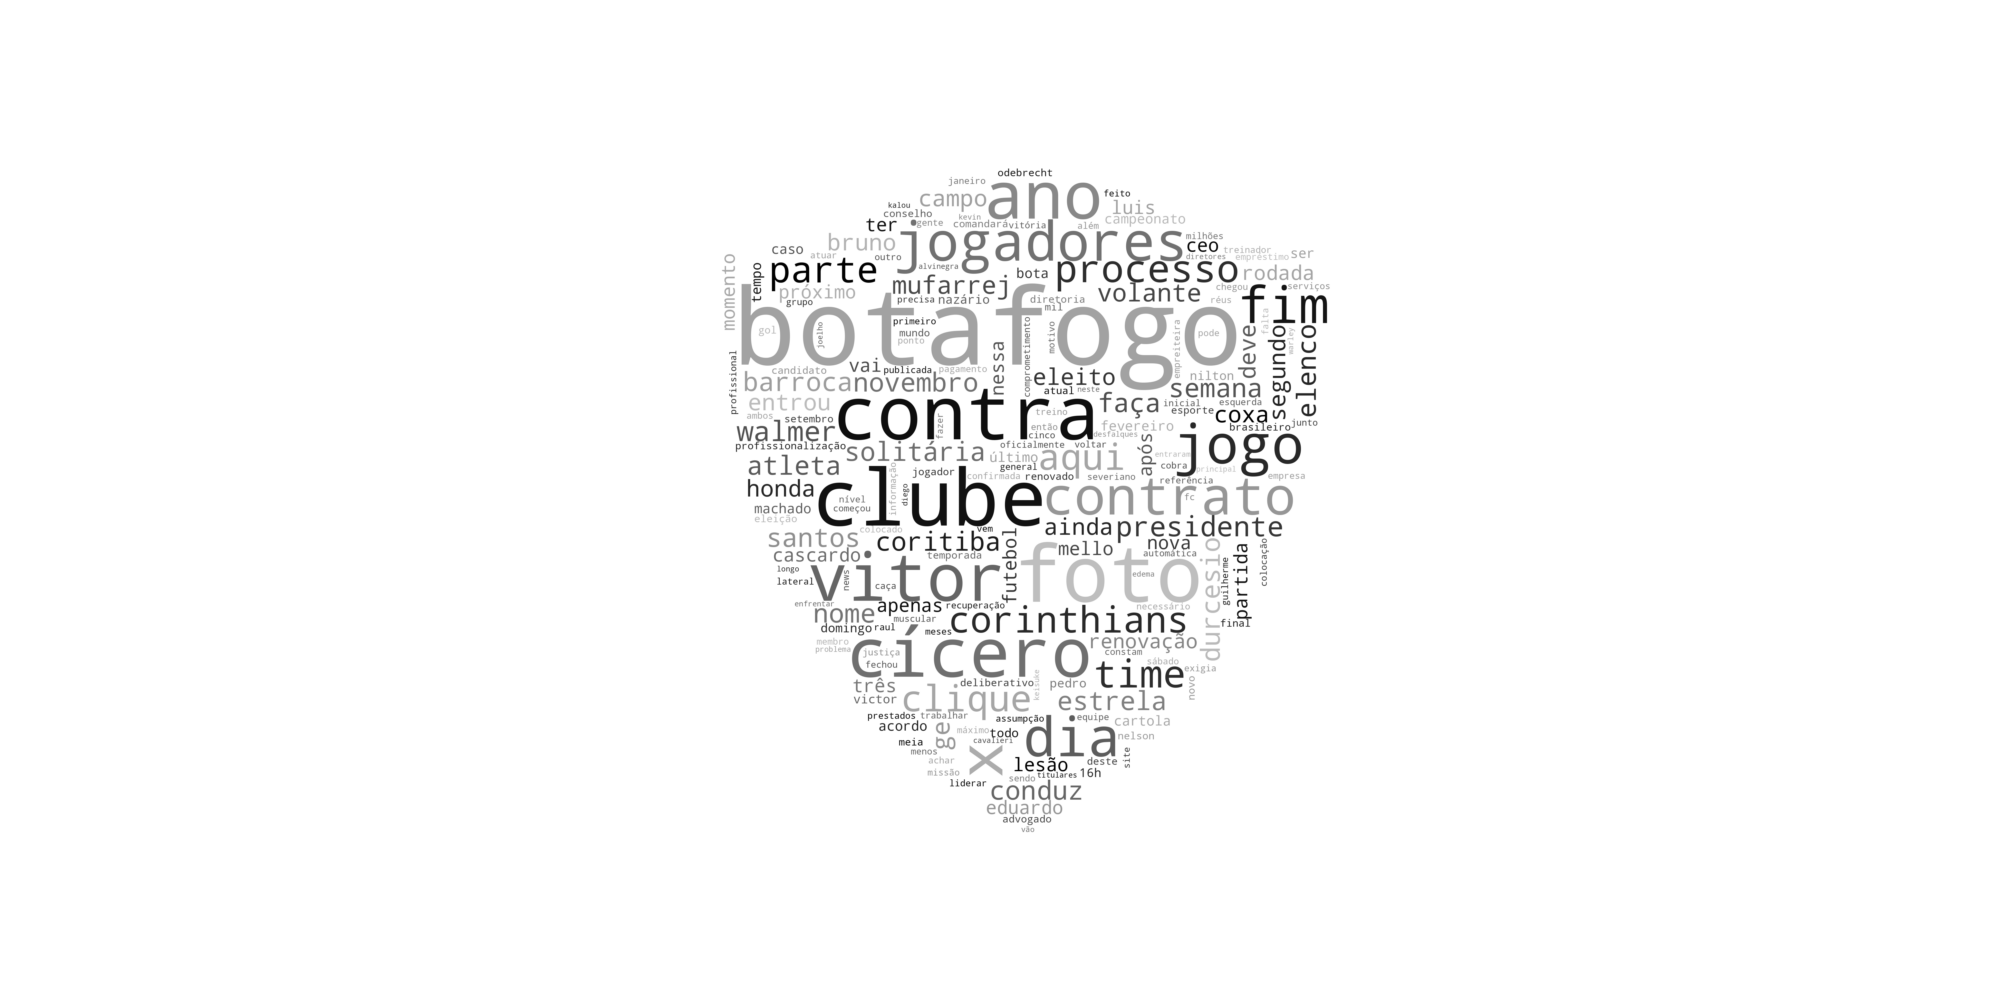 odebrecht
janeiro
ano
feito
campo
luis
kalou
conselho
kevin
campeonato
ter
gente
comandará
vitória
além
jogadores
milhões
bruno
ceo
caso
treinador
atuar
outro
diretores
empréstimo
ser
momento
tempo
parte
alvinegra
bota
processo
rodada
mufarrej
próximo
volante
chegou
serviços
grupo
precisa
nazário
diretoria
mil
réus
fim
botafogo
gol
joelho
primeiro
mundo
ponto
comprometimento
motivo
empreiteira
pode
deve
falta
warley
segundo
elenco
profissional
candidato
vai
publicada
pagamento
nessa
eleito
nilton
barroca
novembro
atual
neste
semana
entrou
contra
faça
inicial
esquerda
ambos
setembro
fazer
treino
esporte
coxa
walmer
então
fevereiro
brasileiro
junto
cinco
desfalques
jogo
profissionalização
solitária
oficialmente
voltar
após
último
aqui
entraram
atleta
general
cobra
principal
jogador
confirmada
renovado
severiano
referência
empresa
honda
clube
informação
diego
contrato
nível
fc
machado
começou
eleição
colocado
vem
ainda
presidente
santos
coritiba
futebol
mello
nova
durcesio
partida
colocação
cascardo
temporada
automática
longo
lateral
vitor
news
caça
foto
edema
guilherme
enfrentar
apenas
recuperação
necessário
nome
muscular
corinthians
domingo
raul
meses
final
membro
problema
cícero
renovação
justiça
constam
fechou
sábado
time
exigia
três
deliberativo
keisuke
pedro
novo
victor
clique
estrela
prestados
trabalhar
assumpção
equipe
cartola
acordo
ge
máximo
todo
dia
nelson
meia
cavalieri
menos
x
site
achar
lesão
deste
missão
sendo
titulares
16h
liderar
conduz
eduardo
advogado
vão